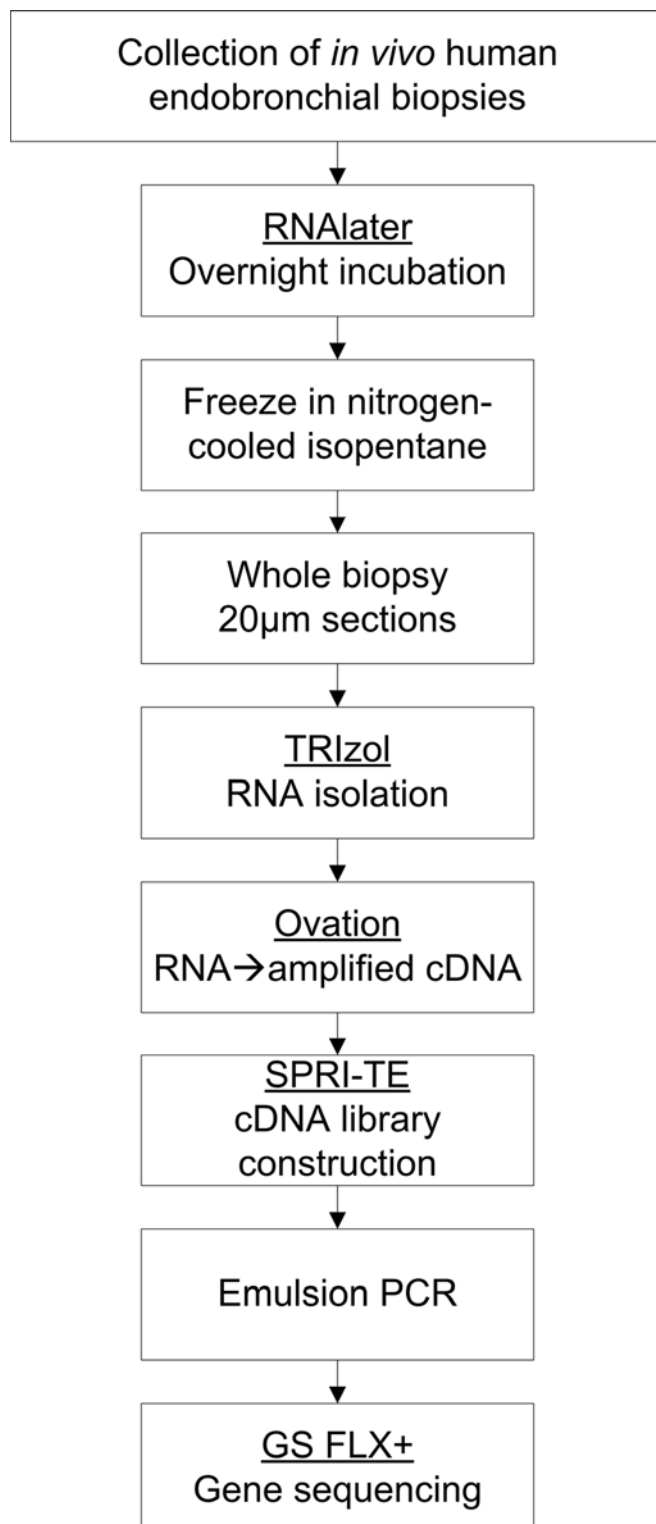 Collection of in vivo human
endobronchial biopsies
RNAlater
Overnight incubation
Freeze in nitrogen-
cooled isopentane
Whole biopsy
20µm sections
TRIzol
RNA isolation
Ovation
RNA→amplified cDNA
SPRI-TE
cDNA library
construction
Emulsion PCR
GS FLX+
Gene sequencing